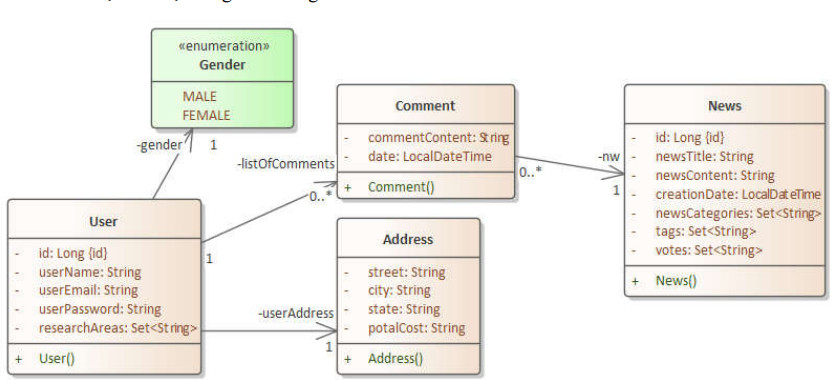 «enumeration»
Gender
MALE
FEMALE
-gender
1
Comment
- commentContent: String
- date: LocalDateTime
+ Comment()
-listOfComments
0..*
1
0..*
-nw
1
News
- id: Long {id}
- newsTitle: String
- newsContent: String
- creationDate: LocalDateTime
- newsCategories: Set<String>
- tags: Set<String>
- votes: Set<String>
+ News()
User
- id: Long {id}
- userName: String
- userEmail: String
- userPassword: String
- researchAreas: Set<String>
+ User()
-userAddress
1
Address
- street: String
- city: String
- state: String
- potalCost: String
+ Address()